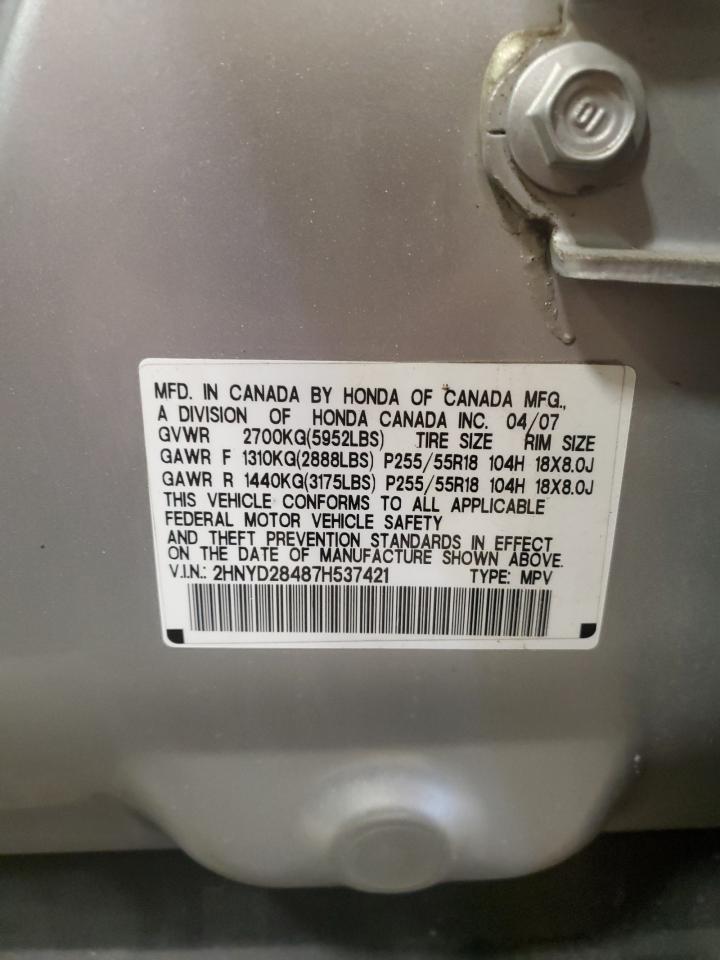 MFD. IN CANADA BY HONDA OF CANADA MFG.,
A DIVISION OF HONDA CANADA INC. 04/07
GVWR 2700KG(5952LBS) TIRE SIZE RIM SIZE
GAWR F 1310KG(2888LBS) P255/55R18 104H 18X8.0J
GAWR R 1440KG(3175LBS) P255/55R18 104H 18X8.0J
THIS VEHICLE CONFORMS TO ALL APPLICABLE
FEDERAL MOTOR VEHICLE SAFETY
AND THEFT PREVENTION STANDARDS IN EFFECT
ON THE DATE OF MANUFACTURE SHOWN ABOVE.
V.I.N.: 2HNYD28487H537421 TYPE: MPV